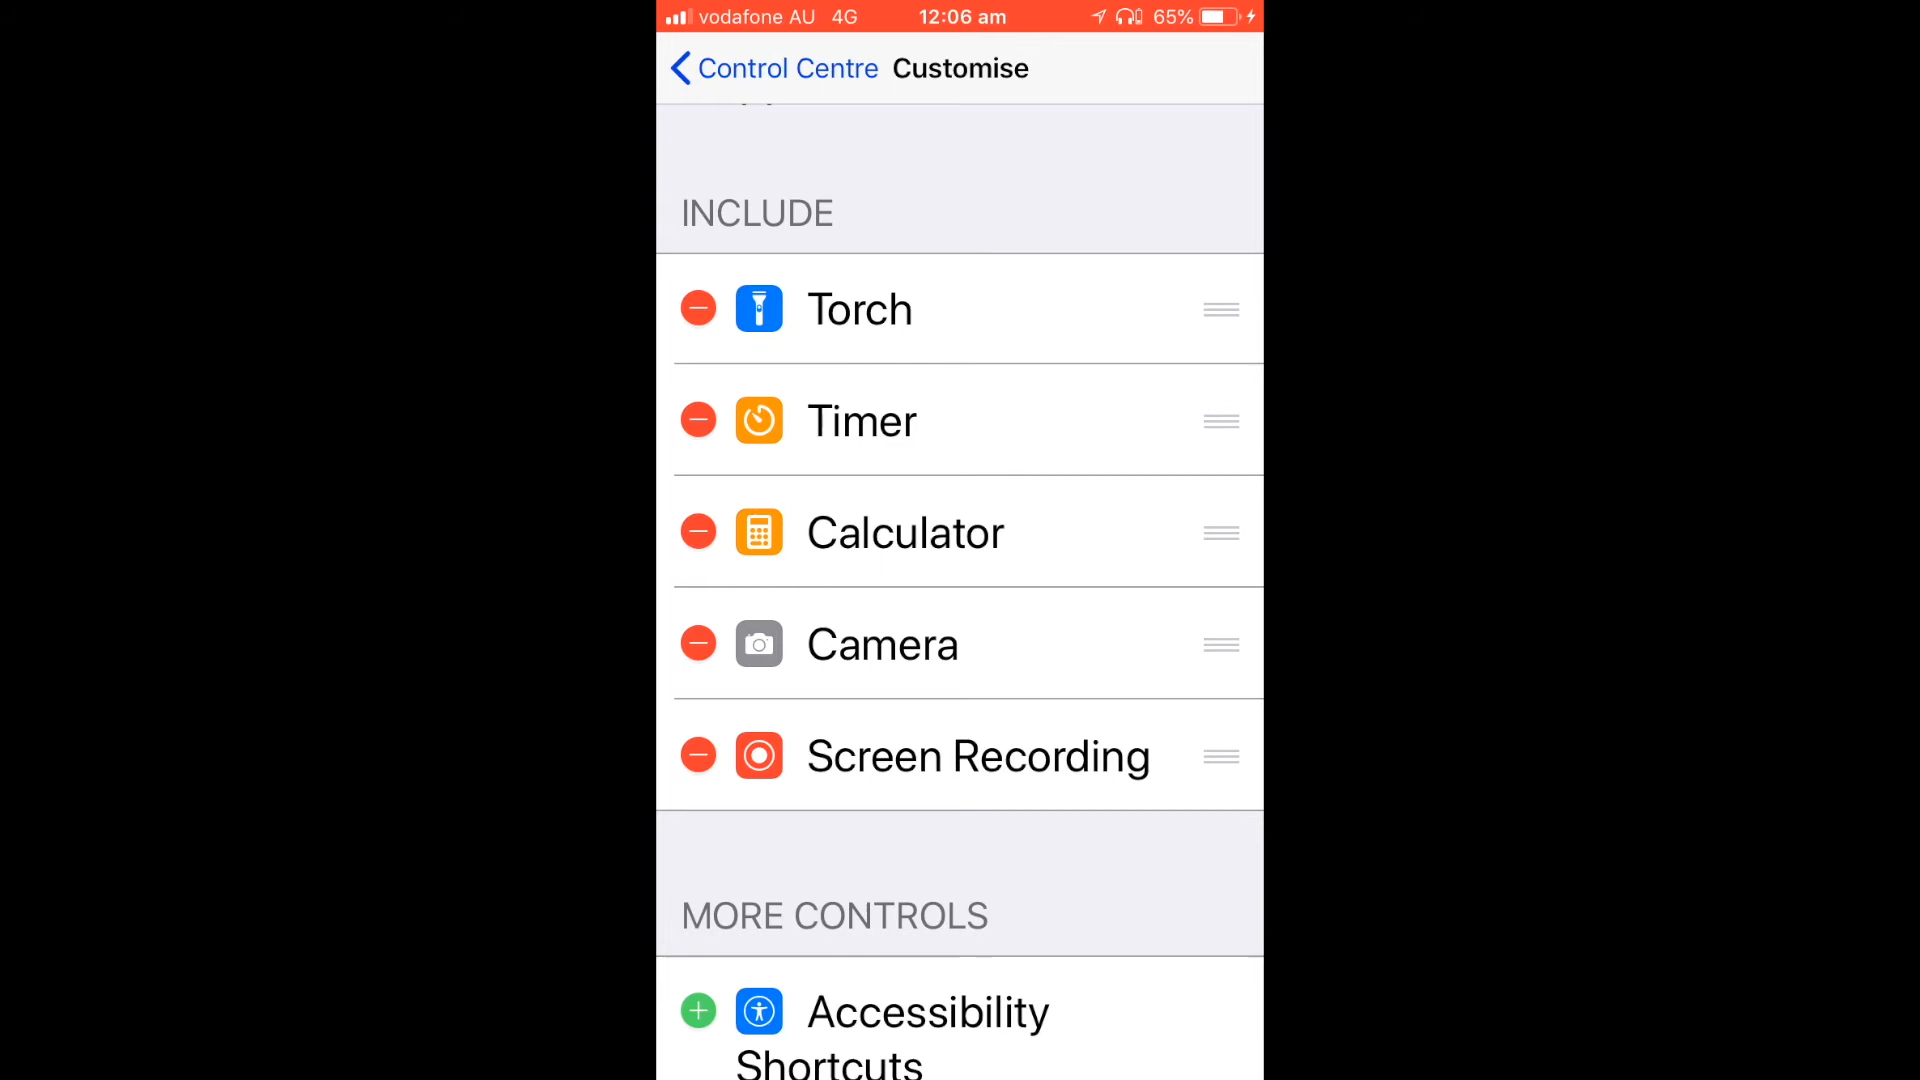 vodafone AU 4G 12:06 am 65%
Control Centre Customise
INCLUDE
Torch
Timer
Calculator
Camera
Screen Recording
MORE CONTROLS
Accessibility
Shortcuts